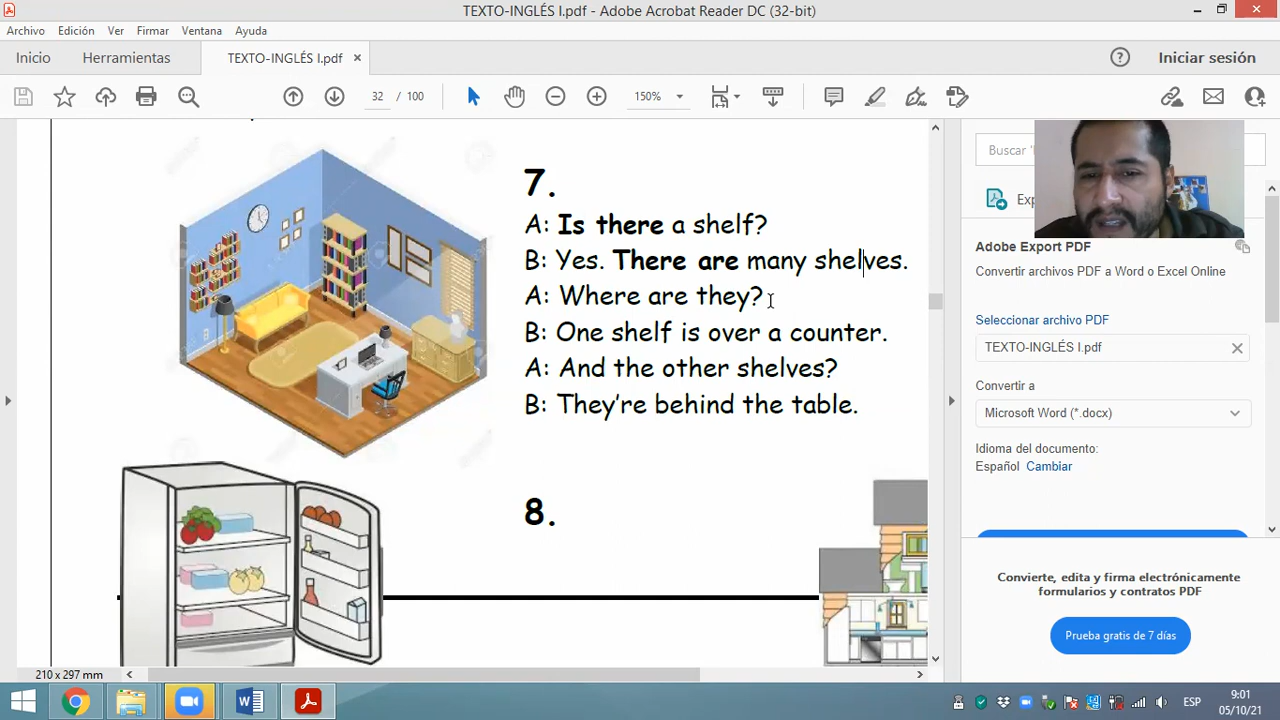 TEXTO-INGLÉS I.pdf - Adobe Acrobat Reader DC (32-bit)
Archivo Edición Ver Firmar Ventana Ayuda
Inicio Herramientas TEXTO-INGLÉS I.pdf Iniciar sesión
32 / 100 150%
7.
A: Is there a shelf?
B: Yes. There are many shelves.
A: Where are they?
B: One shelf is over a counter.
A: And the other shelves?
B: They're behind the table.
8.
210 x 297 mm
Buscar
Adobe Export PDF
Convertir archivos PDF a Word o Excel Online
Seleccionar archivo PDF
TEXTO-INGLÉS I.pdf
Convertir a
Microsoft Word (*.docx)
Idioma del documento:
Español Cambiar
Convierte, edita y firma electrónicamente
formularios y contratos PDF
Prueba gratis de 7 días
ESP
9:01
05/10/21